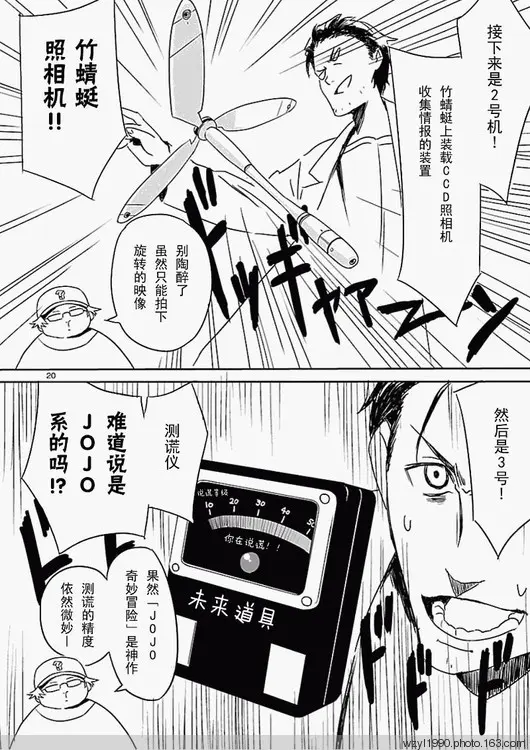 接下来是2号机！
竹蜻蜓上装载CCD照相机
收集情报的装置
竹蜻蜓
照相机!!
ドッギャァーーン
别陶醉了
虽然只能拍下
旋转的映像
20
然后是3号！
测谎仪
难道说是
JOJO
系的吗!?
说谎等级
10 20 30 40 50
你在说谎！！
未来道具
ドドド
ドド
果然「JOJO
奇妙冒险」是神作
测谎的精度
依然微妙—
wzyl1990.photo.163.com